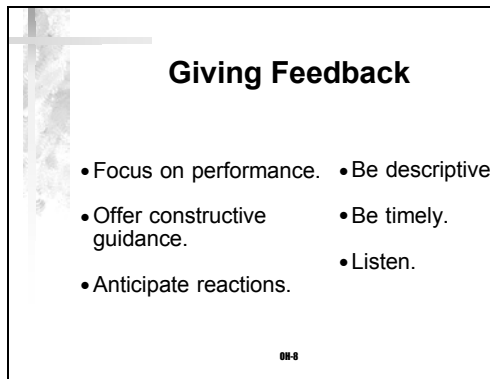 Giving Feedback
• Focus on performance.
• Offer constructive
guidance.
• Anticipate reactions.
• Be descriptive
• Be timely.
• Listen.
OH-8